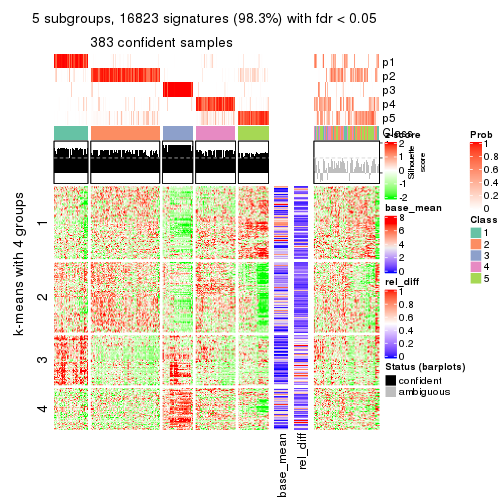 5 subgroups, 16823 signatures (98.3%) with fdr < 0.05
383 confident samples
p1
p2
p3
p4
p5
Class
z-score
2
1
0
-1
-2
Silhouette
score
Prob
1
0.8
0.6
0.4
0.2
0
base_mean
8
6
4
2
0
Class
1
2
3
4
5
rel_diff
1
0.8
0.6
0.4
0.2
0
Status (barplots)
confident
ambiguous
k-means with 4 groups
1
2
3
4
base_mean
rel_diff